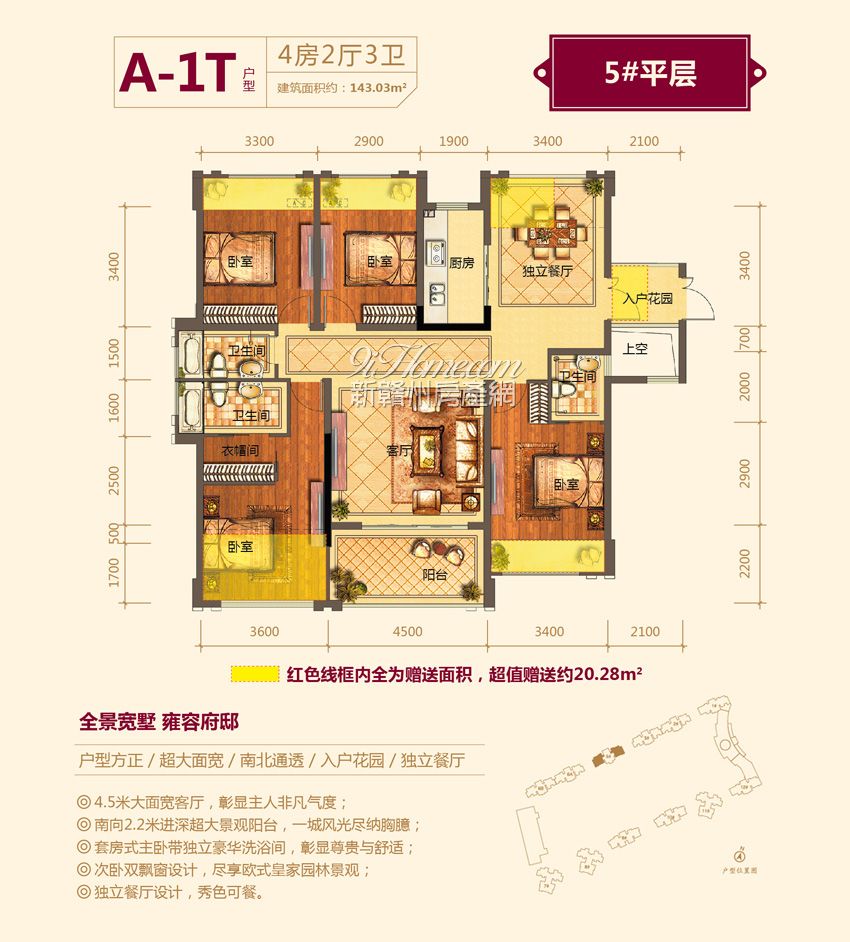 A-1T 户型
4房2厅3卫
建筑面积约：143.03m²
5#平层
3300 2900 1900 3400 2100
3400
1500
1600
2500
500
1700
3400
700
2000
2900
2200
卧室
卧室
厨房
独立餐厅
入户花园
上空
卫生间
卫生间
卫生间
衣帽间
客厅
卧室
卧室
阳台
9iHome.com
新赣州房產網
3600 4500 3400 2100
红色线框内全为赠送面积，超值赠送约20.28m²
全景宽墅 雍容府邸
户型方正 / 超大面宽 / 南北通透 / 入户花园 / 独立餐厅
◎ 4.5米大面宽客厅，彰显主人非凡气度；
◎ 南向2.2米进深超大景观阳台，一城风光尽纳胸臆；
◎ 套房式主卧带独立豪华洗浴间，彰显尊贵与舒适；
◎ 次卧双飘窗设计，尽享欧式皇家园林景观；
◎ 独立餐厅设计，秀色可餐。
户型位置图